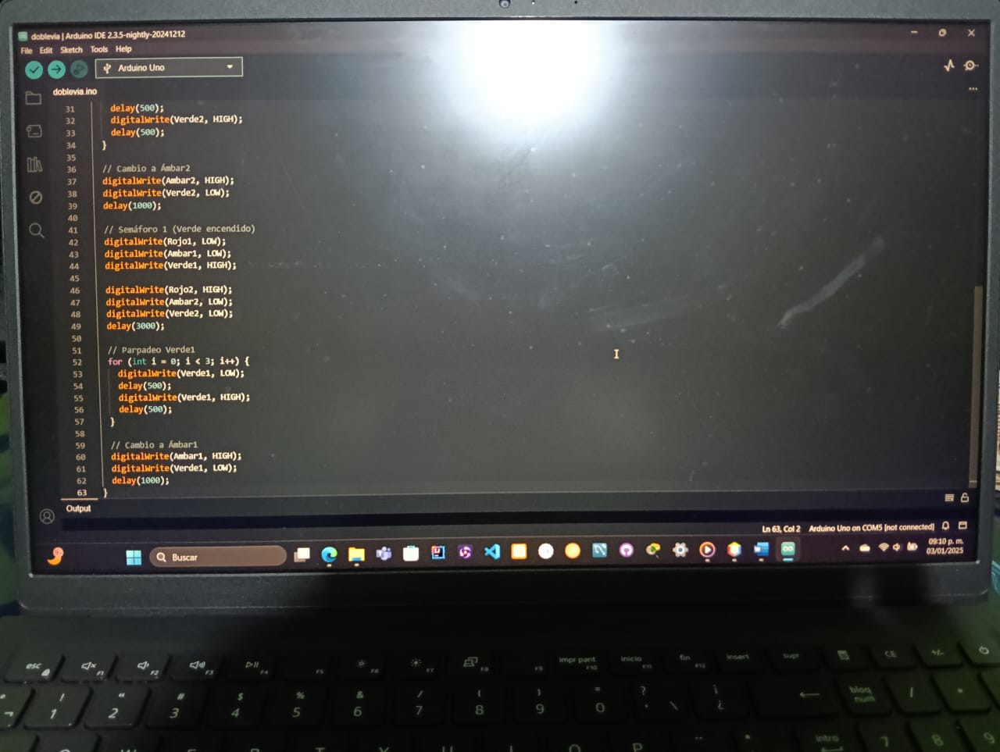 doblevia | Arduino IDE 2.3.5-nightly-20241212
File Edit Sketch Tools Help
Arduino Uno
doblevia.ino
31 delay(500);
32 digitalWrite(Verde2, HIGH);
33 delay(500);
34 }
35
36 // Cambio a Ámbar2
37 digitalWrite(Ambar2, HIGH);
38 digitalWrite(Verde2, LOW);
39 delay(1000);
40
41 // Semáforo 1 (Verde encendido)
42 digitalWrite(Rojo1, LOW);
43 digitalWrite(Ambar1, LOW);
44 digitalWrite(Verde1, HIGH);
45
46 digitalWrite(Rojo2, HIGH);
47 digitalWrite(Ambar2, LOW);
48 digitalWrite(Verde2, LOW);
49 delay(3000);
50
51 // Parpadeo Verde1
52 for (int i = 0; i < 3; i++) {
53 digitalWrite(Verde1, LOW);
54 delay(500);
55 digitalWrite(Verde1, HIGH);
56 delay(500);
57 }
58
59 // Cambio a Ámbar1
60 digitalWrite(Ambar1, HIGH);
61 digitalWrite(Verde1, LOW);
62 delay(1000);
63 }
Output
Ln 63, Col 2 Arduino Uno on COM5 [not connected]
Buscar
09:10 p. m.
03/01/2025
esc F1 F2 F3 F4 F5 F6 F7 F8 F9 impr pant F10 inicio F11 fin F12 insert supr CE +/-
! " # $ % & / ( ) = ? ¡ bloq num / *
1 2 3 4 5 6 7 8 9 0 ' \ ¿
intro 7 8 9